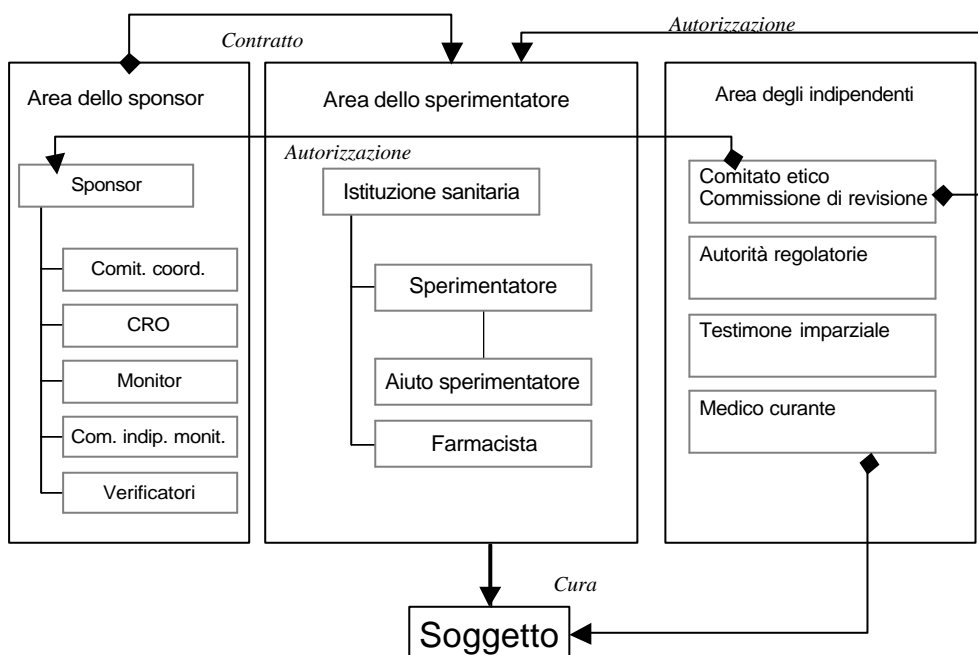 Contratto
Autorizzazione
Area dello sponsor
Sponsor
Comit. coord.
CRO
Monitor
Com. indip. monit.
Verificatori
Area dello sperimentatore
Autorizzazione
Istituzione sanitaria
Sperimentatore
Aiuto sperimentatore
Farmacista
Area degli indipendenti
Comitato etico
Commissione di revisione
Autorità regolatorie
Testimone imparziale
Medico curante
Cura
Soggetto